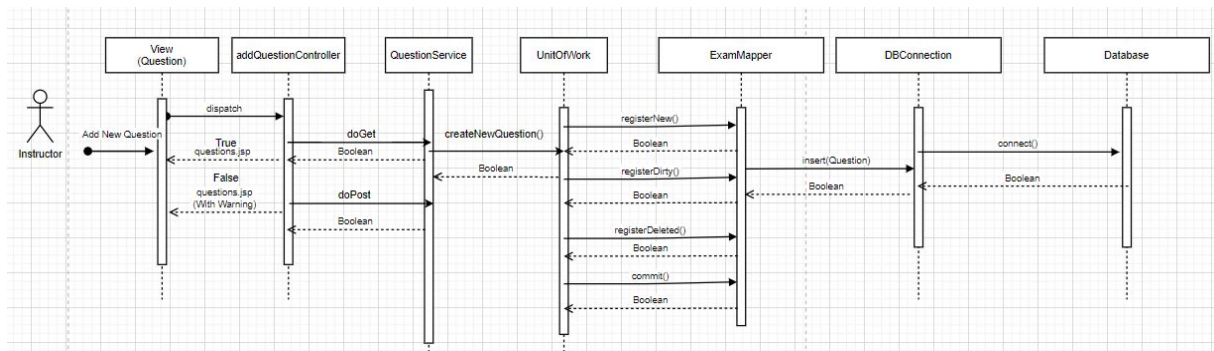 View
(Question)
addQuestionController
QuestionService
UnitOfWork
ExamMapper
DBConnection
Database
Instructor
Add New Question
dispatch
True
questions.jsp
False
questions.jsp
(With Warning)
doGet
Boolean
doPost
Boolean
createNewQuestion()
Boolean
registerNew()
Boolean
registerDirty()
Boolean
registerDeleted()
Boolean
commit()
Boolean
insert(Question)
Boolean
connect()
Boolean